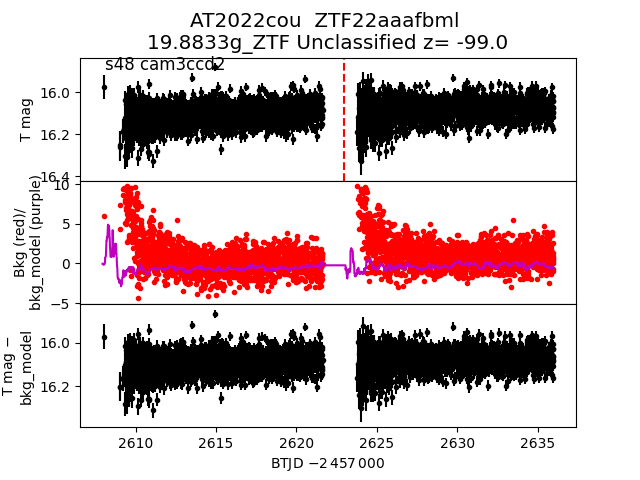 AT2022cou  ZTF22aaafbml
19.8833g_ZTF Unclassified z= -99.0
s48 cam3ccd2
16.0
16.2
16.4
T mag
10
5
0
−5
Bkg (red)/
bkg_model (purple)
16.0
16.2
T mag −
bkg_model
2610 2615 2620 2625 2630 2635
BTJD −2 457 000